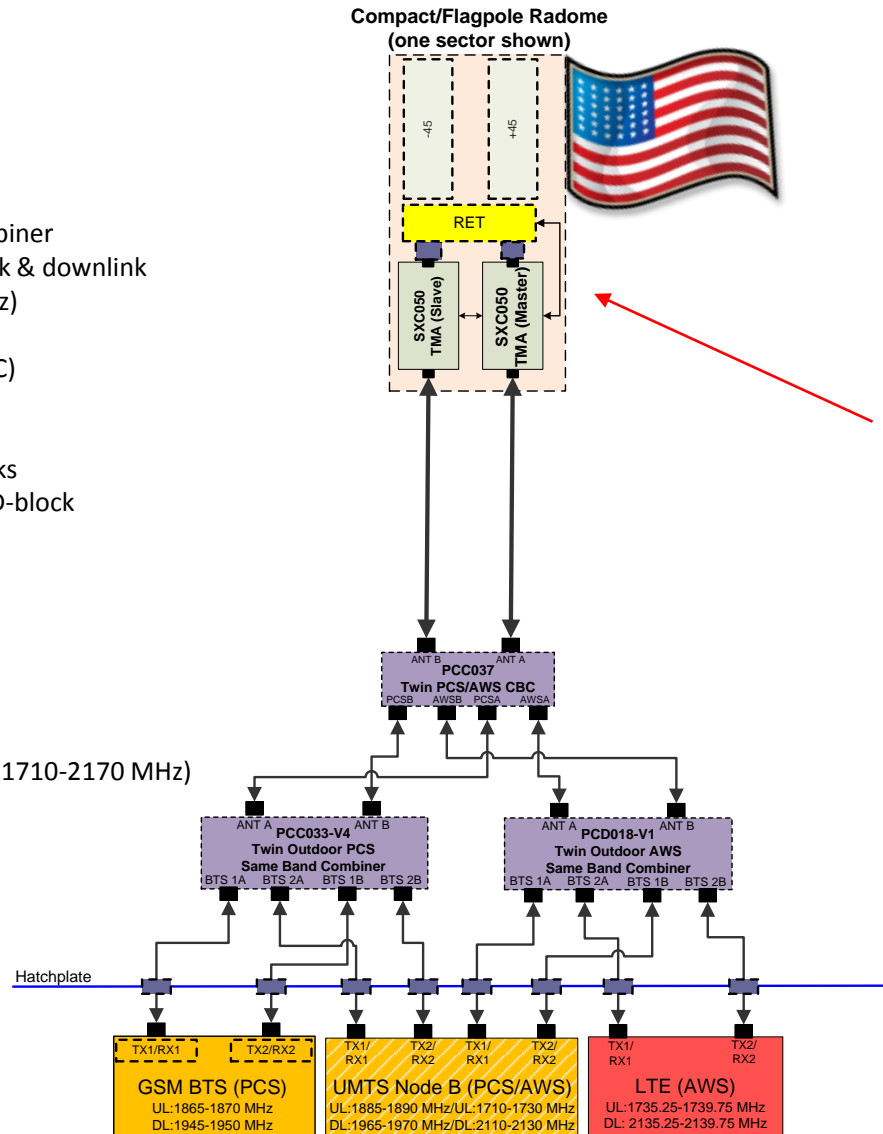 Compact/Flagpole Radome
(one sector shown)
-45
+45
RET
SXC050
TMA (Slave)
SXC050
TMA (Master)
k & downlink
z)
C)
ks
D-block
ANT B
ANT A
PCC037
Twin PCS/AWS CBC
PCSB
AWSB
PCSA
AWSA
1710-2170 MHz)
ANT A
ANT B
PCC033-V4
Twin Outdoor PCS
Same Band Combiner
BTS 1A
BTS 2A
BTS 1B
BTS 2B
ANT A
ANT B
PCD018-V1
Twin Outdoor AWS
Same Band Combiner
BTS 1A
BTS 2A
BTS 1B
BTS 2B
Hatchplate
TX1/RX1
TX2/RX2
GSM BTS (PCS)
UL:1865-1870 MHz
DL:1945-1950 MHz
TX1/
RX1
TX2/
RX2
TX1/
RX1
TX2/
RX2
UMTS Node B (PCS/AWS)
UL:1885-1890 MHz/UL:1710-1730 MHz
DL:1965-1970 MHz/DL:2110-2130 MHz
TX1/
RX1
TX2/
RX2
LTE (AWS)
UL:1735.25-1739.75 MHz
DL: 2135.25-2139.75 MHz